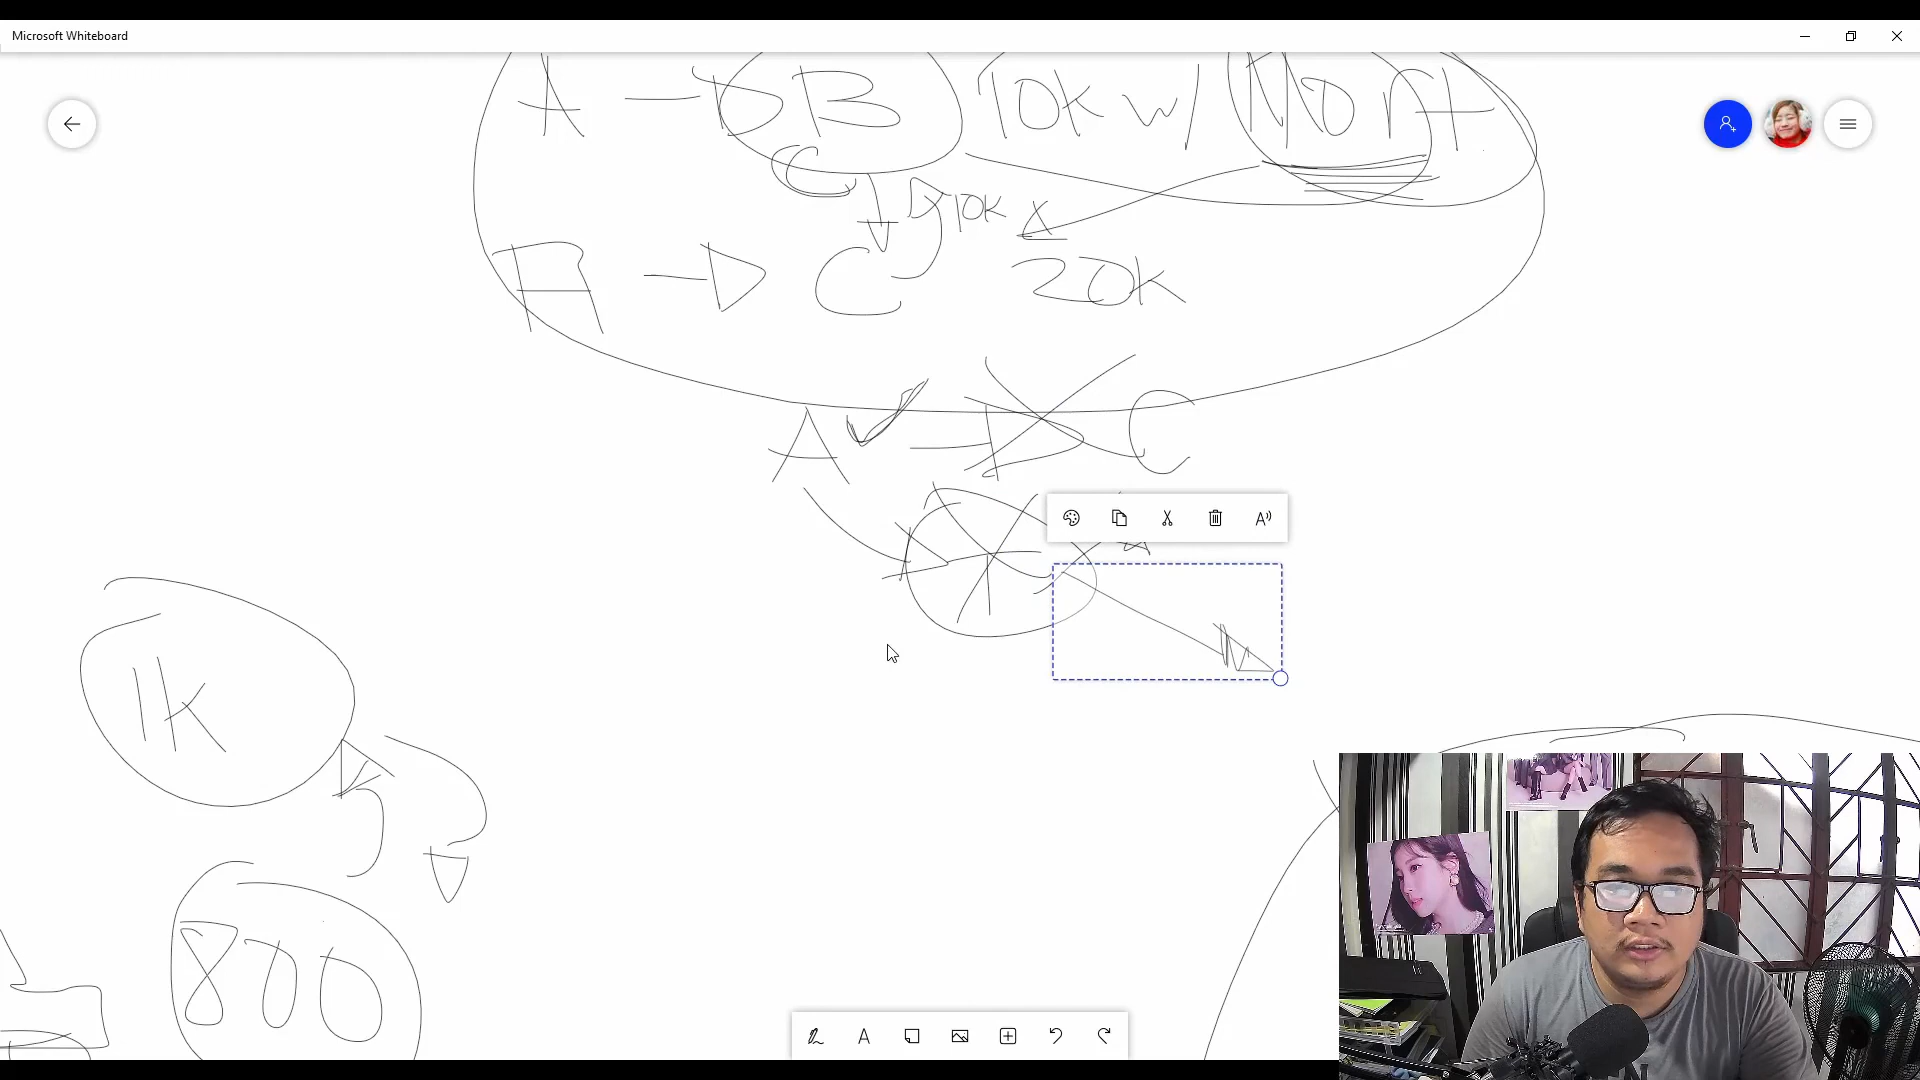 Microsoft Whiteboard
A → B 10k w/ Mort
C
10k x
A → C 20k
A → C
1k
800